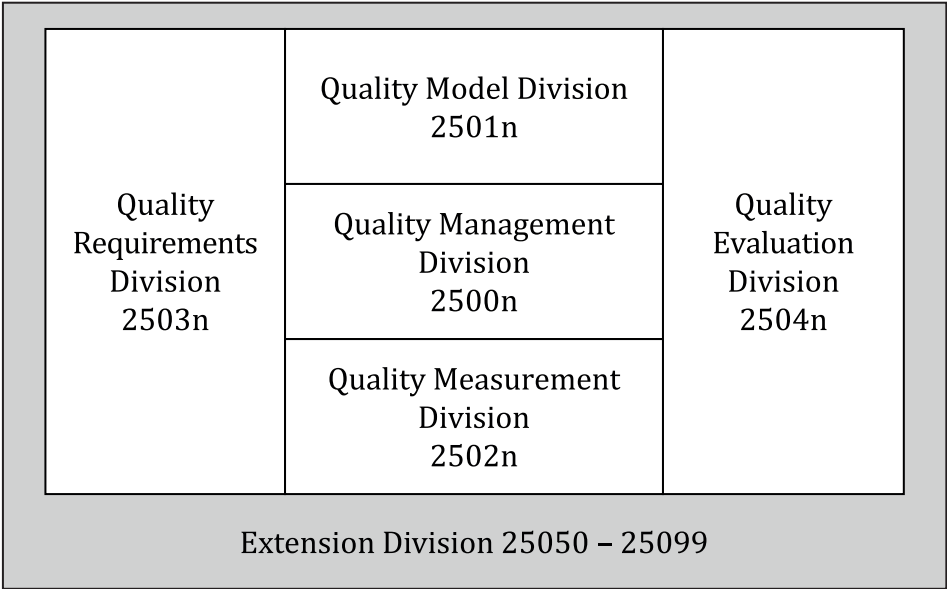 Quality
Requirements
Division
2503n
Quality Model Division
2501n
Quality Management
Division
2500n
Quality Measurement
Division
2502n
Quality
Evaluation
Division
2504n
Extension Division 25050 – 25099